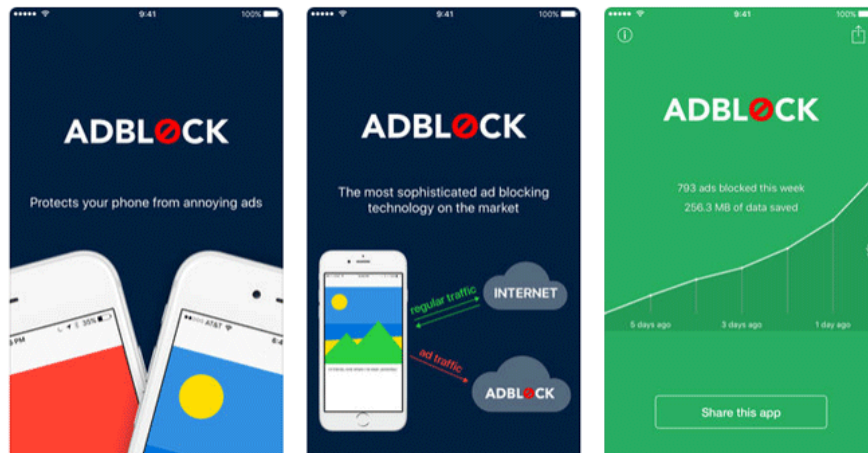 9:41 100%
ADBLOCK
Protects your phone from annoying ads
35%
PM
AT&T
9:41 100%
ADBLOCK
The most sophisticated ad blocking
technology on the market
regular traffic
INTERNET
ad traffic
ADBLOCK
9:41 100%
ADBLOCK
793 ads blocked this week
256.3 MB of data saved
5 days ago 3 days ago 1 day ago
Share this app